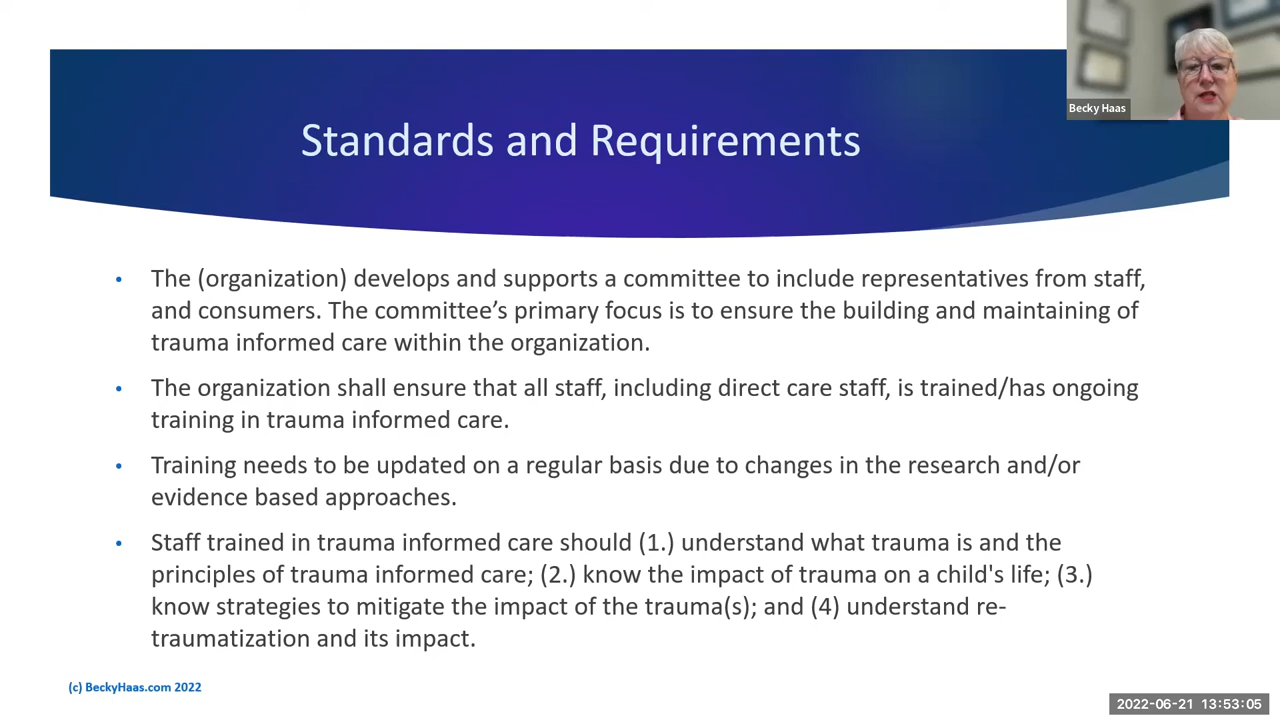 Becky Haas
Standards and Requirements
• The (organization) develops and supports a committee to include representatives from staff,
and consumers. The committee’s primary focus is to ensure the building and maintaining of
trauma informed care within the organization.
• The organization shall ensure that all staff, including direct care staff, is trained/has ongoing
training in trauma informed care.
• Training needs to be updated on a regular basis due to changes in the research and/or
evidence based approaches.
• Staff trained in trauma informed care should (1.) understand what trauma is and the
principles of trauma informed care; (2.) know the impact of trauma on a child's life; (3.)
know strategies to mitigate the impact of the trauma(s); and (4) understand re-
traumatization and its impact.
(c) BeckyHaas.com 2022
2022-06-21 13:53:05